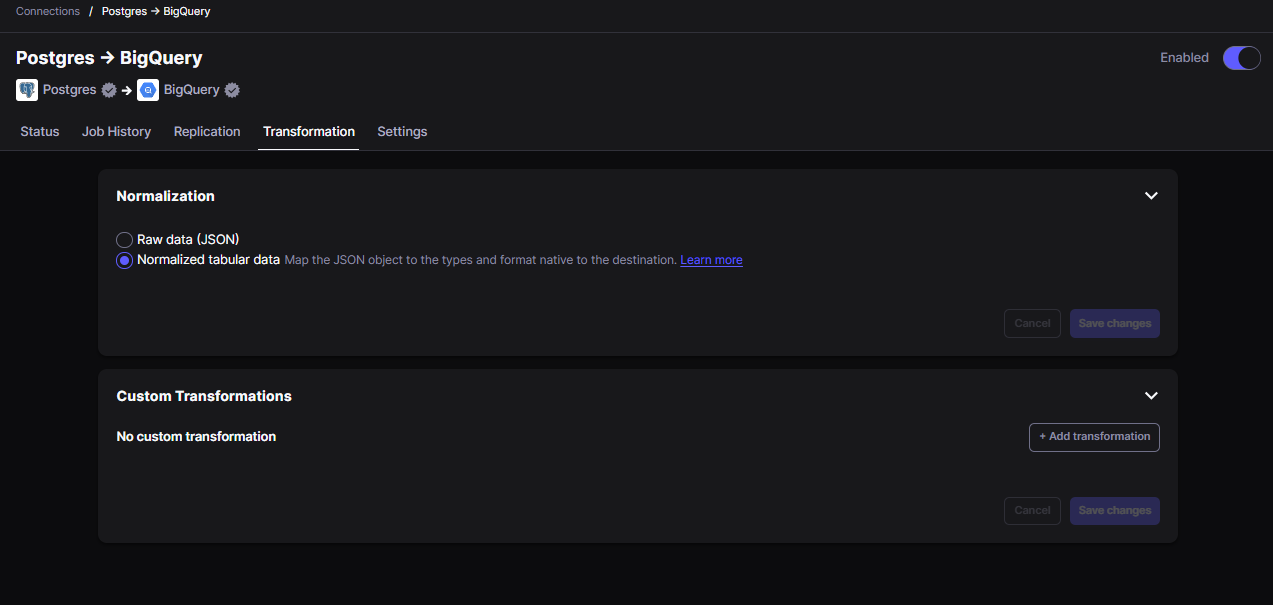 Connections / Postgres → BigQuery
Postgres → BigQuery
Enabled
Postgres → BigQuery
Status Job History Replication Transformation Settings
Normalization
Raw data (JSON)
Normalized tabular data Map the JSON object to the types and format native to the destination. Learn more
Cancel Save changes
Custom Transformations
No custom transformation
+ Add transformation
Cancel Save changes